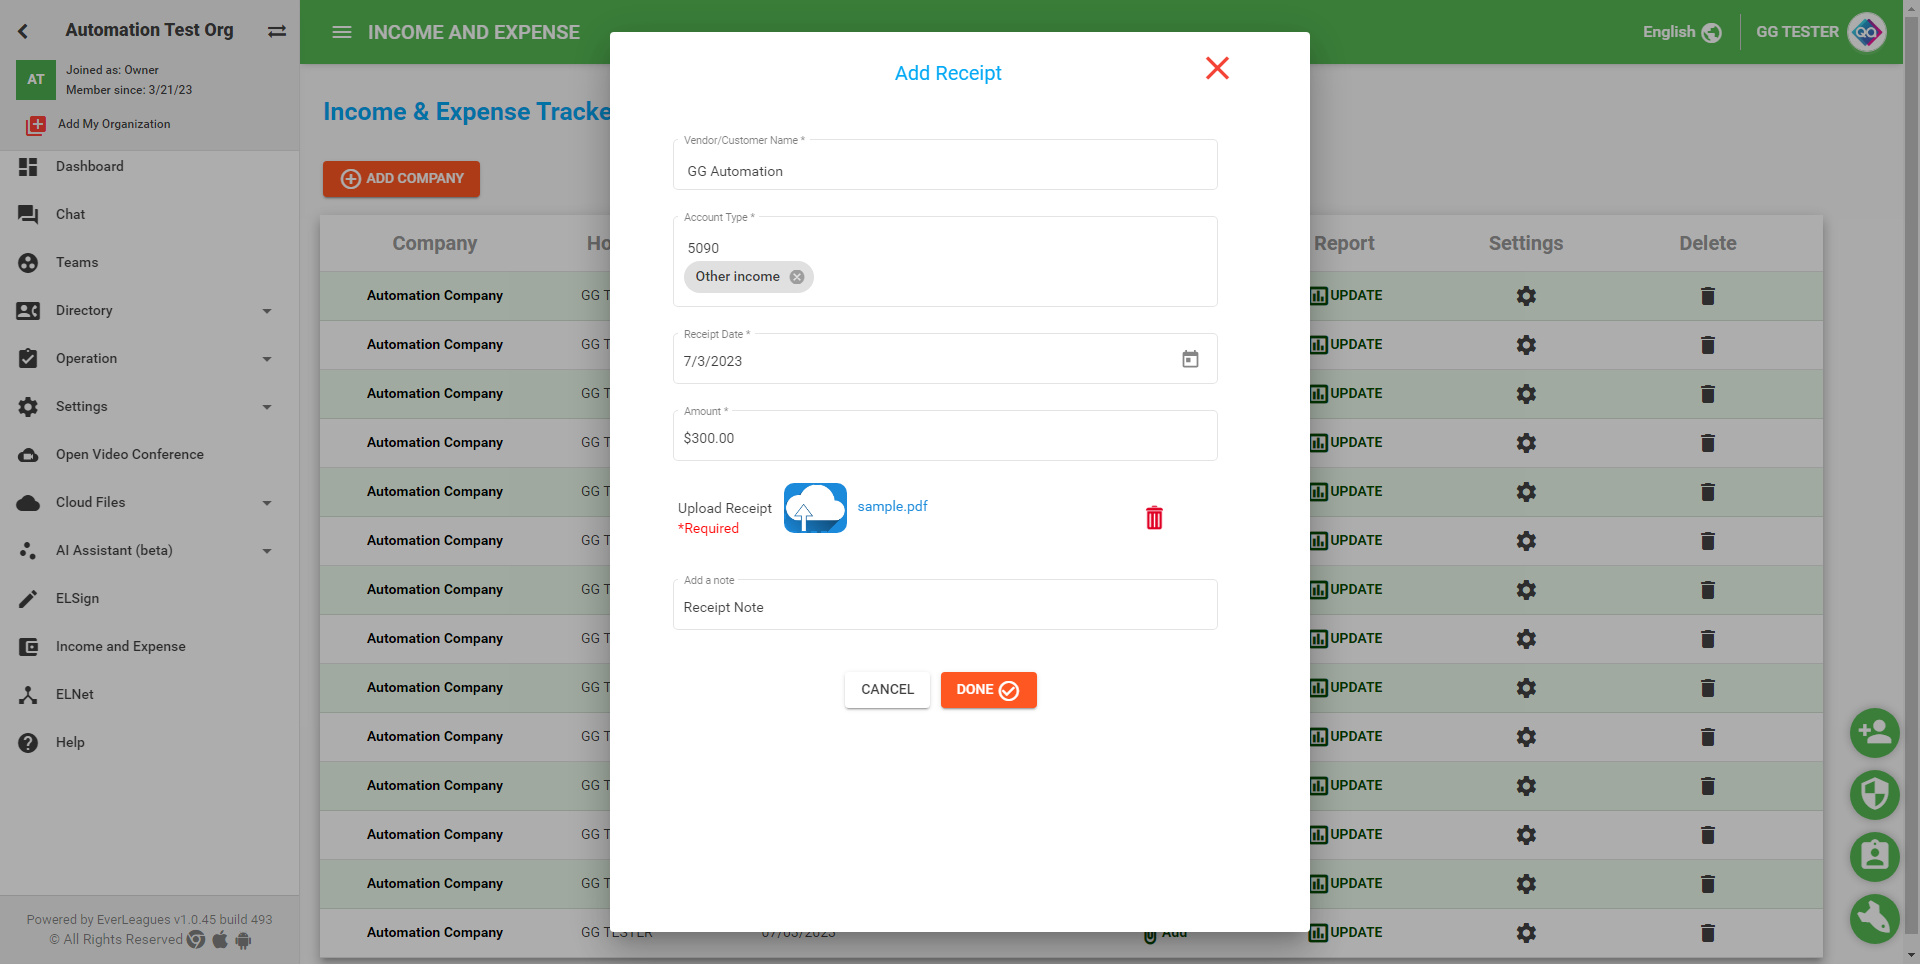 Automation Test Org
AT
Joined as: Owner
Member since: 3/21/23
Add My Organization
Dashboard
Chat
Teams
Directory
Operation
Settings
Open Video Conference
Cloud Files
AI Assistant (beta)
ELSign
Income and Expense
ELNet
Help
Powered by EverLeagues v1.0.45 build 493
© All Rights Reserved
INCOME AND EXPENSE
English
GG TESTER
QA
Income & Expense Tracke
ADD COMPANY
Company Ho Report Settings Delete
Automation Company GG T UPDATE
Automation Company GG T UPDATE
Automation Company GG T UPDATE
Automation Company GG T UPDATE
Automation Company GG T UPDATE
Automation Company GG T UPDATE
Automation Company GG T UPDATE
Automation Company GG T UPDATE
Automation Company GG T UPDATE
Automation Company GG T UPDATE
Automation Company GG T UPDATE
Automation Company GG T UPDATE
Automation Company GG T UPDATE
Automation Company GG TESTER 07/03/2023 Add UPDATE
Add Receipt
Vendor/Customer Name *
GG Automation
Account Type *
5090
Other income
Receipt Date *
7/3/2023
Amount *
$300.00
Upload Receipt
*Required
sample.pdf
Add a note
Receipt Note
CANCEL
DONE